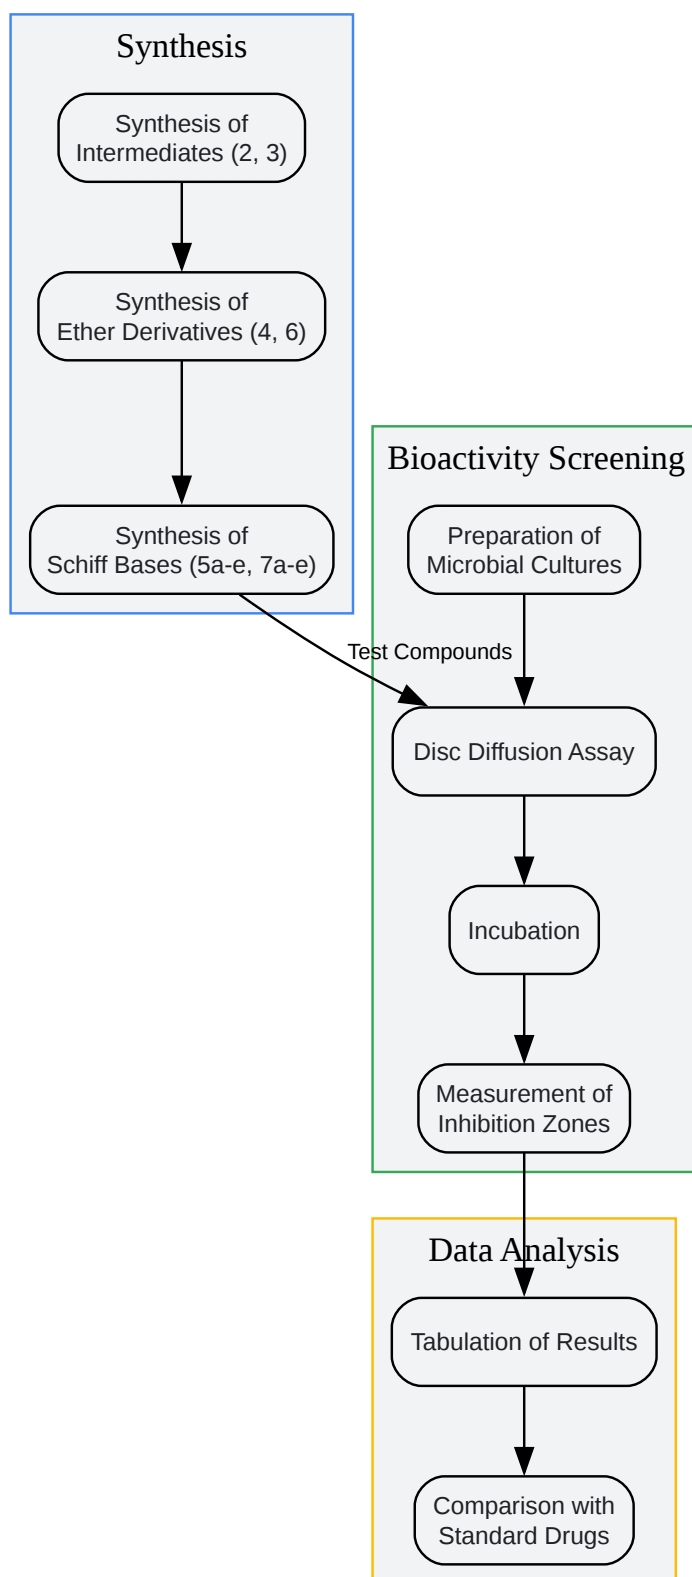 Synthesis
Synthesis of
Intermediates (2, 3)
Synthesis of
Ether Derivatives (4, 6)
Synthesis of
Schiff Bases (5a-e, 7a-e)
Bioactivity Screening
Preparation of
Microbial Cultures
Test Compounds
Disc Diffusion Assay
Incubation
Measurement of
Inhibition Zones
Data Analysis
Tabulation of Results
Comparison with
Standard Drugs